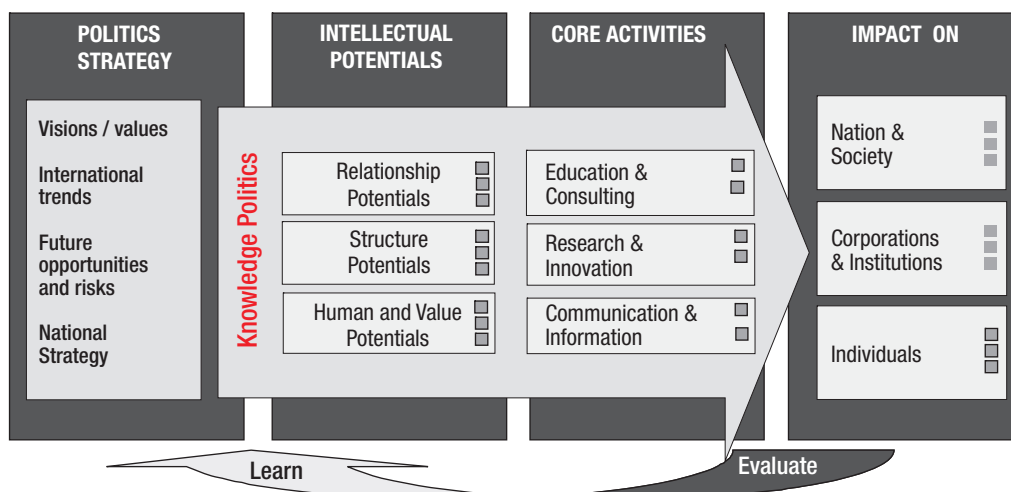 POLITICS
STRATEGY
Visions / values
International
trends
Future
opportunities
and risks
National
Strategy
Knowledge Politics
INTELLECTUAL
POTENTIALS
Relationship
Potentials
Structure
Potentials
Human and Value
Potentials
CORE ACTIVITIES
Education &
Consulting
Research &
Innovation
Communication &
Information
IMPACT ON
Nation &
Society
Corporations
& Institutions
Individuals
Learn
Evaluate